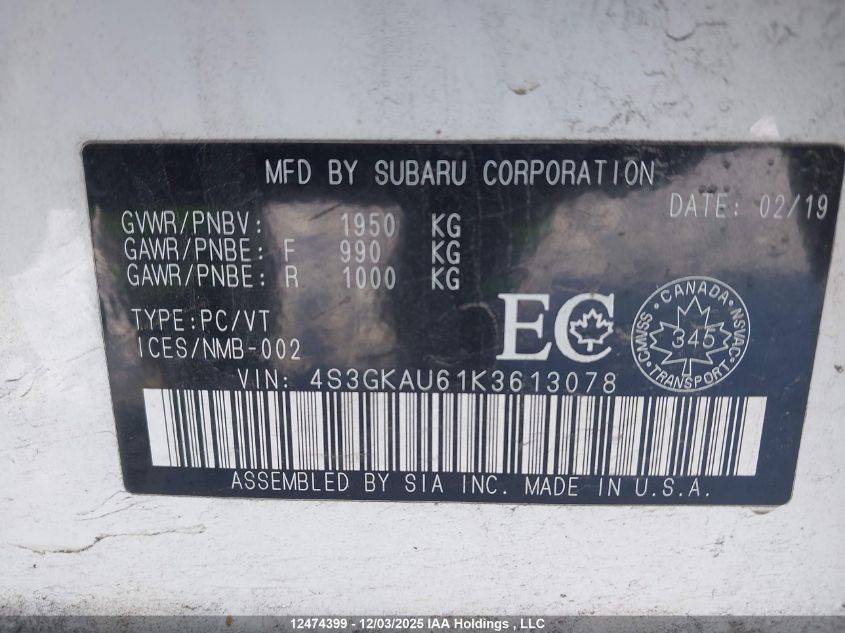 MFD BY SUBARU CORPORATION
DATE: 02/19
GVWR/PNBV: 1950 KG
GAWR/PNBE: F 990 KG
GAWR/PNBE: R 1000 KG
TYPE:PC/VT
ICES/NMB-002
EC
CANADA
CMVSS 345 NSVAC
TRANSPORT
VIN: 4S3GKAU61K3613078
ASSEMBLED BY SIA INC. MADE IN U.S.A.
12474399 - 12/03/2025 IAA Holdings , LLC